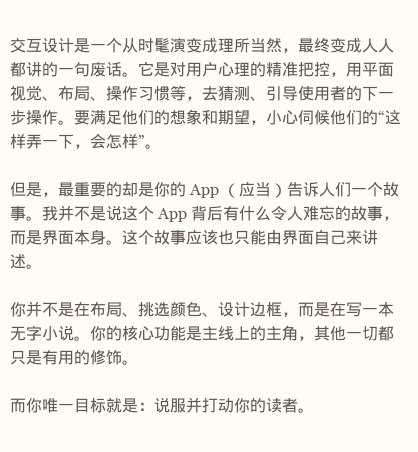 交互设计是一个从时髦演变成理所当然，最终变成人人
都讲的一句废话。它是对用户心理的精准把控，用平面
视觉、布局、操作习惯等，去猜测、引导使用者的下一
步操作。要满足他们的想象和期望，小心伺候他们的“这
样弄一下，会怎样”。
但是，最重要的却是你的 App （ 应当 ) 告诉人们一个故
事。我并不是说这个 App 背后有什么令人难忘的故事，
而是界面本身。这个故事应该也只能由界面自己来讲
述。
你并不是在布局、挑选颜色、设计边框，而是在写一本
无字小说。你的核心功能是主线上的主角，其他一切都
只是有用的修饰。
而你唯一目标就是: 说服并打动你的读者。